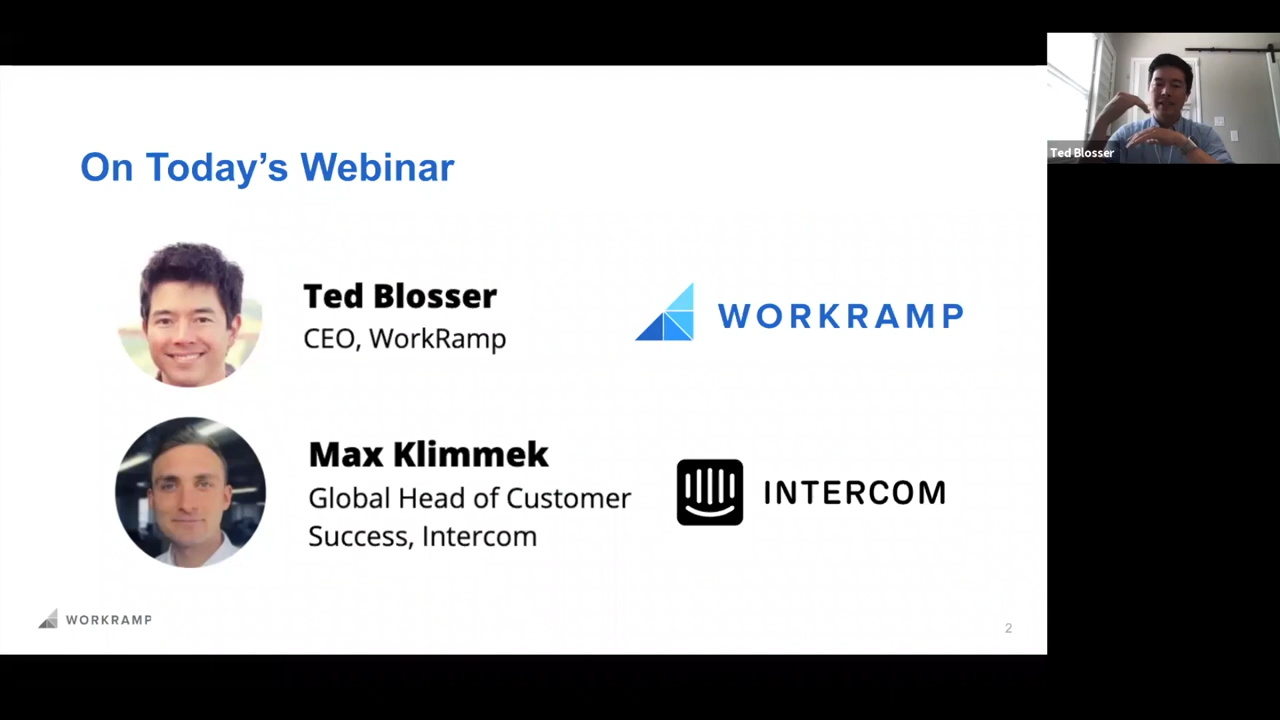 On Today's Webinar
Ted Blosser
CEO, WorkRamp
WORKRAMP
Max Klimmek
Global Head of Customer
Success, Intercom
INTERCOM
WORKRAMP
2
Ted Blosser